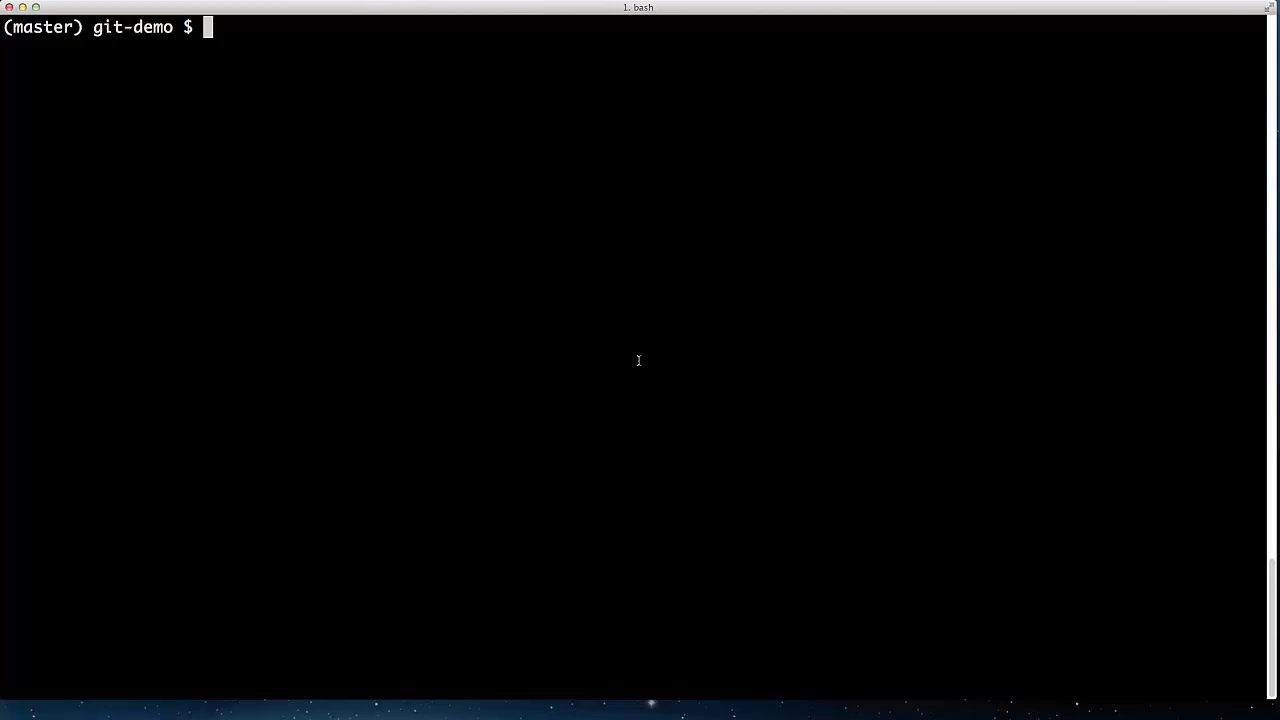 1. bash
(master) git-demo $